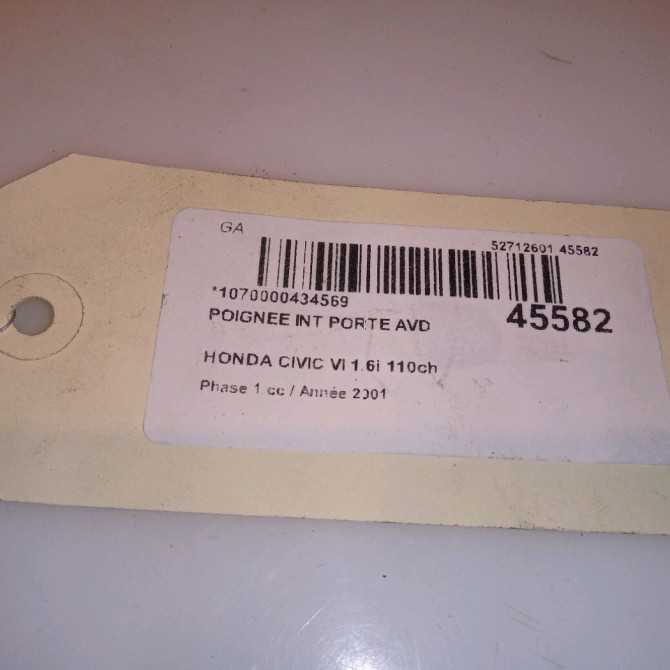 GA
52712601 45582
*1070000434569
45582
POIGNEE INT PORTE AVD
HONDA CIVIC VI 1.6i 110ch
Phase 1 cc / Année 2001